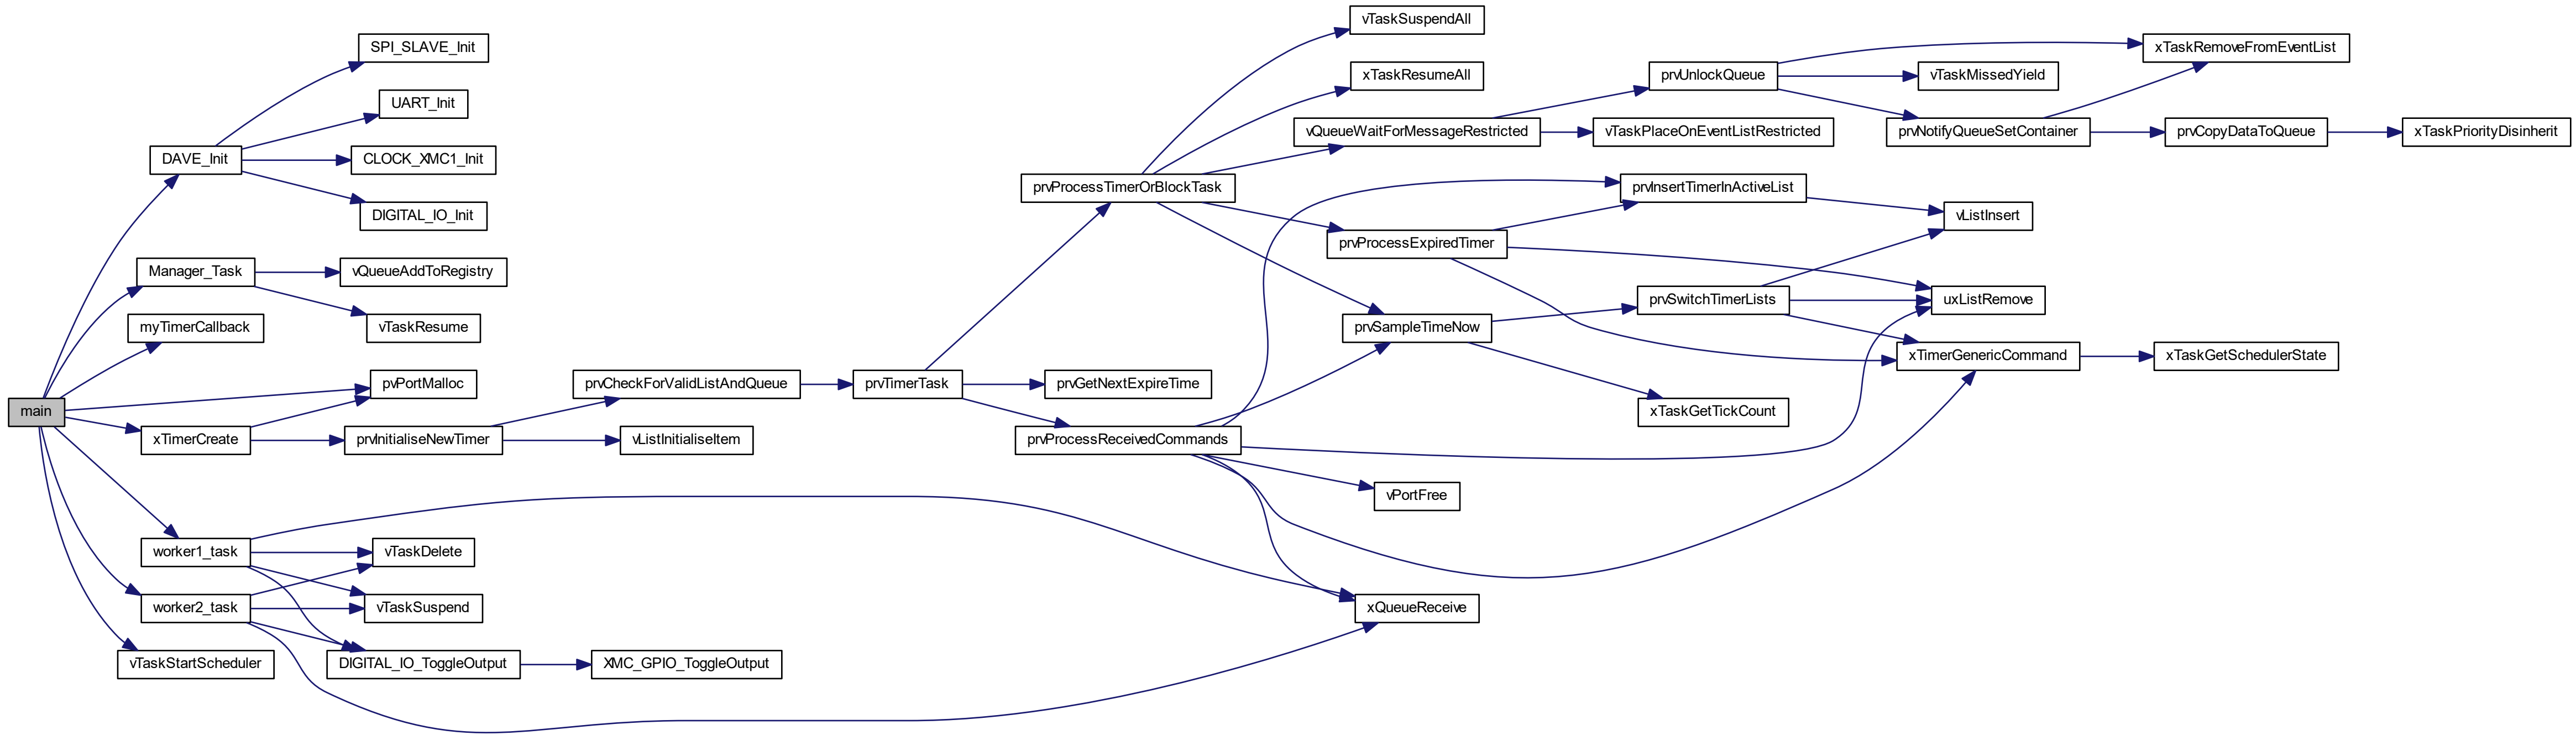 main
DAVE_Init
SPI_SLAVE_Init
UART_Init
CLOCK_XMC1_Init
DIGITAL_IO_Init
Manager_Task
vQueueAddToRegistry
vTaskResume
myTimerCallback
pvPortMalloc
xTimerCreate
prvInitialiseNewTimer
prvCheckForValidListAndQueue
vListInitialiseItem
prvTimerTask
prvProcessTimerOrBlockTask
prvGetNextExpireTime
prvProcessReceivedCommands
vTaskSuspendAll
xTaskResumeAll
vQueueWaitForMessageRestricted
prvUnlockQueue
vTaskPlaceOnEventListRestricted
xTaskRemoveFromEventList
vTaskMissedYield
prvNotifyQueueSetContainer
prvCopyDataToQueue
xTaskPriorityDisinherit
prvProcessExpiredTimer
prvInsertTimerInActiveList
vListInsert
prvSampleTimeNow
prvSwitchTimerLists
uxListRemove
xTimerGenericCommand
xTaskGetSchedulerState
xTaskGetTickCount
vPortFree
xQueueReceive
worker1_task
vTaskDelete
worker2_task
vTaskSuspend
vTaskStartScheduler
DIGITAL_IO_ToggleOutput
XMC_GPIO_ToggleOutput